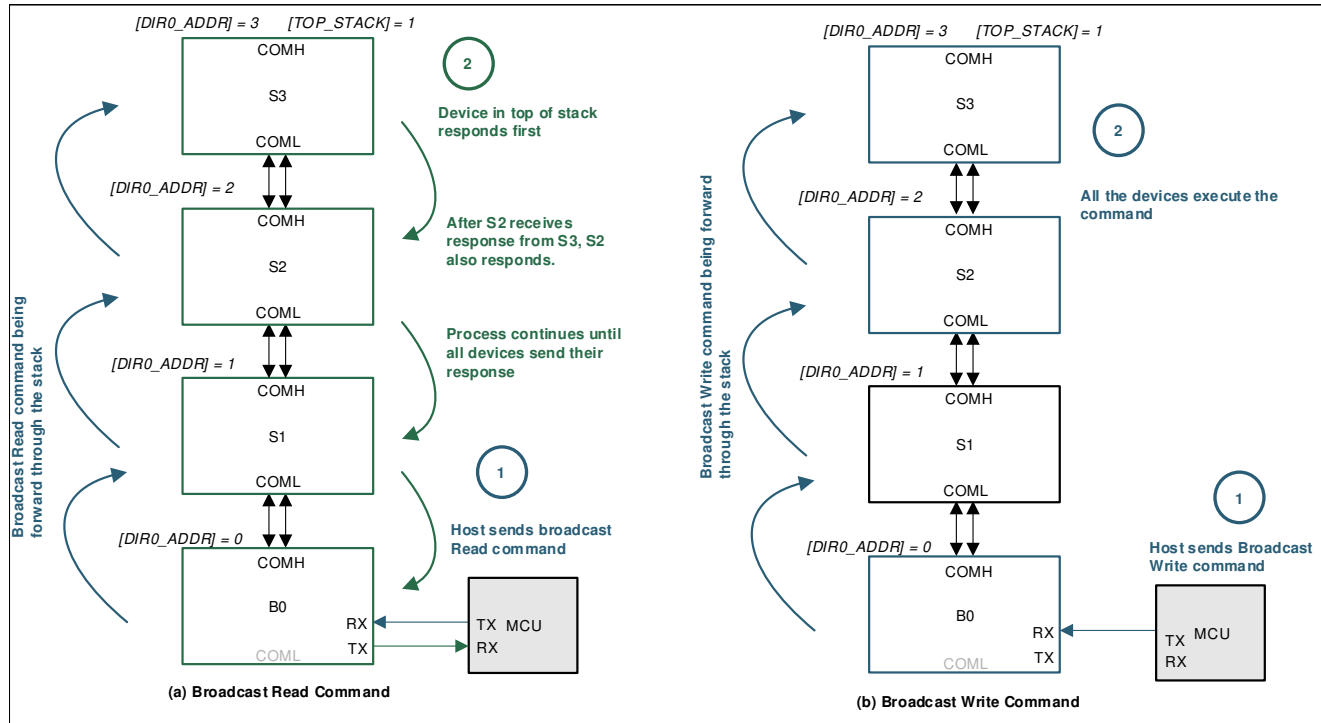 [DIR0_ADDR] = 3 [TOP_STACK] = 1
COMH
S3
COML
2
Device in top of stack
responds first
[DIR0_ADDR] = 2
COMH
S2
COML
After S2 receives
response from S3, S2
also responds.
[DIR0_ADDR] = 1
COMH
S1
COML
Process continues until
all devices send their
response
Broadcast Read command being
forward through the stack
1
Host sends broadcast
Read command
[DIR0_ADDR] = 0
COMH
B0
RX
TX
COML
TX
MCU
RX
(a) Broadcast Read Command
[DIR0_ADDR] = 3 [TOP_STACK] = 1
COMH
S3
COML
2
All the devices execute the
command
[DIR0_ADDR] = 2
COMH
S2
COML
Broadcast Write command being forward
through the stack
[DIR0_ADDR] = 1
COMH
S1
COML
1
Host sends Broadcast
Write command
[DIR0_ADDR] = 0
COMH
B0
RX
TX
COML
MCU
TX
RX
(b) Broadcast Write Command